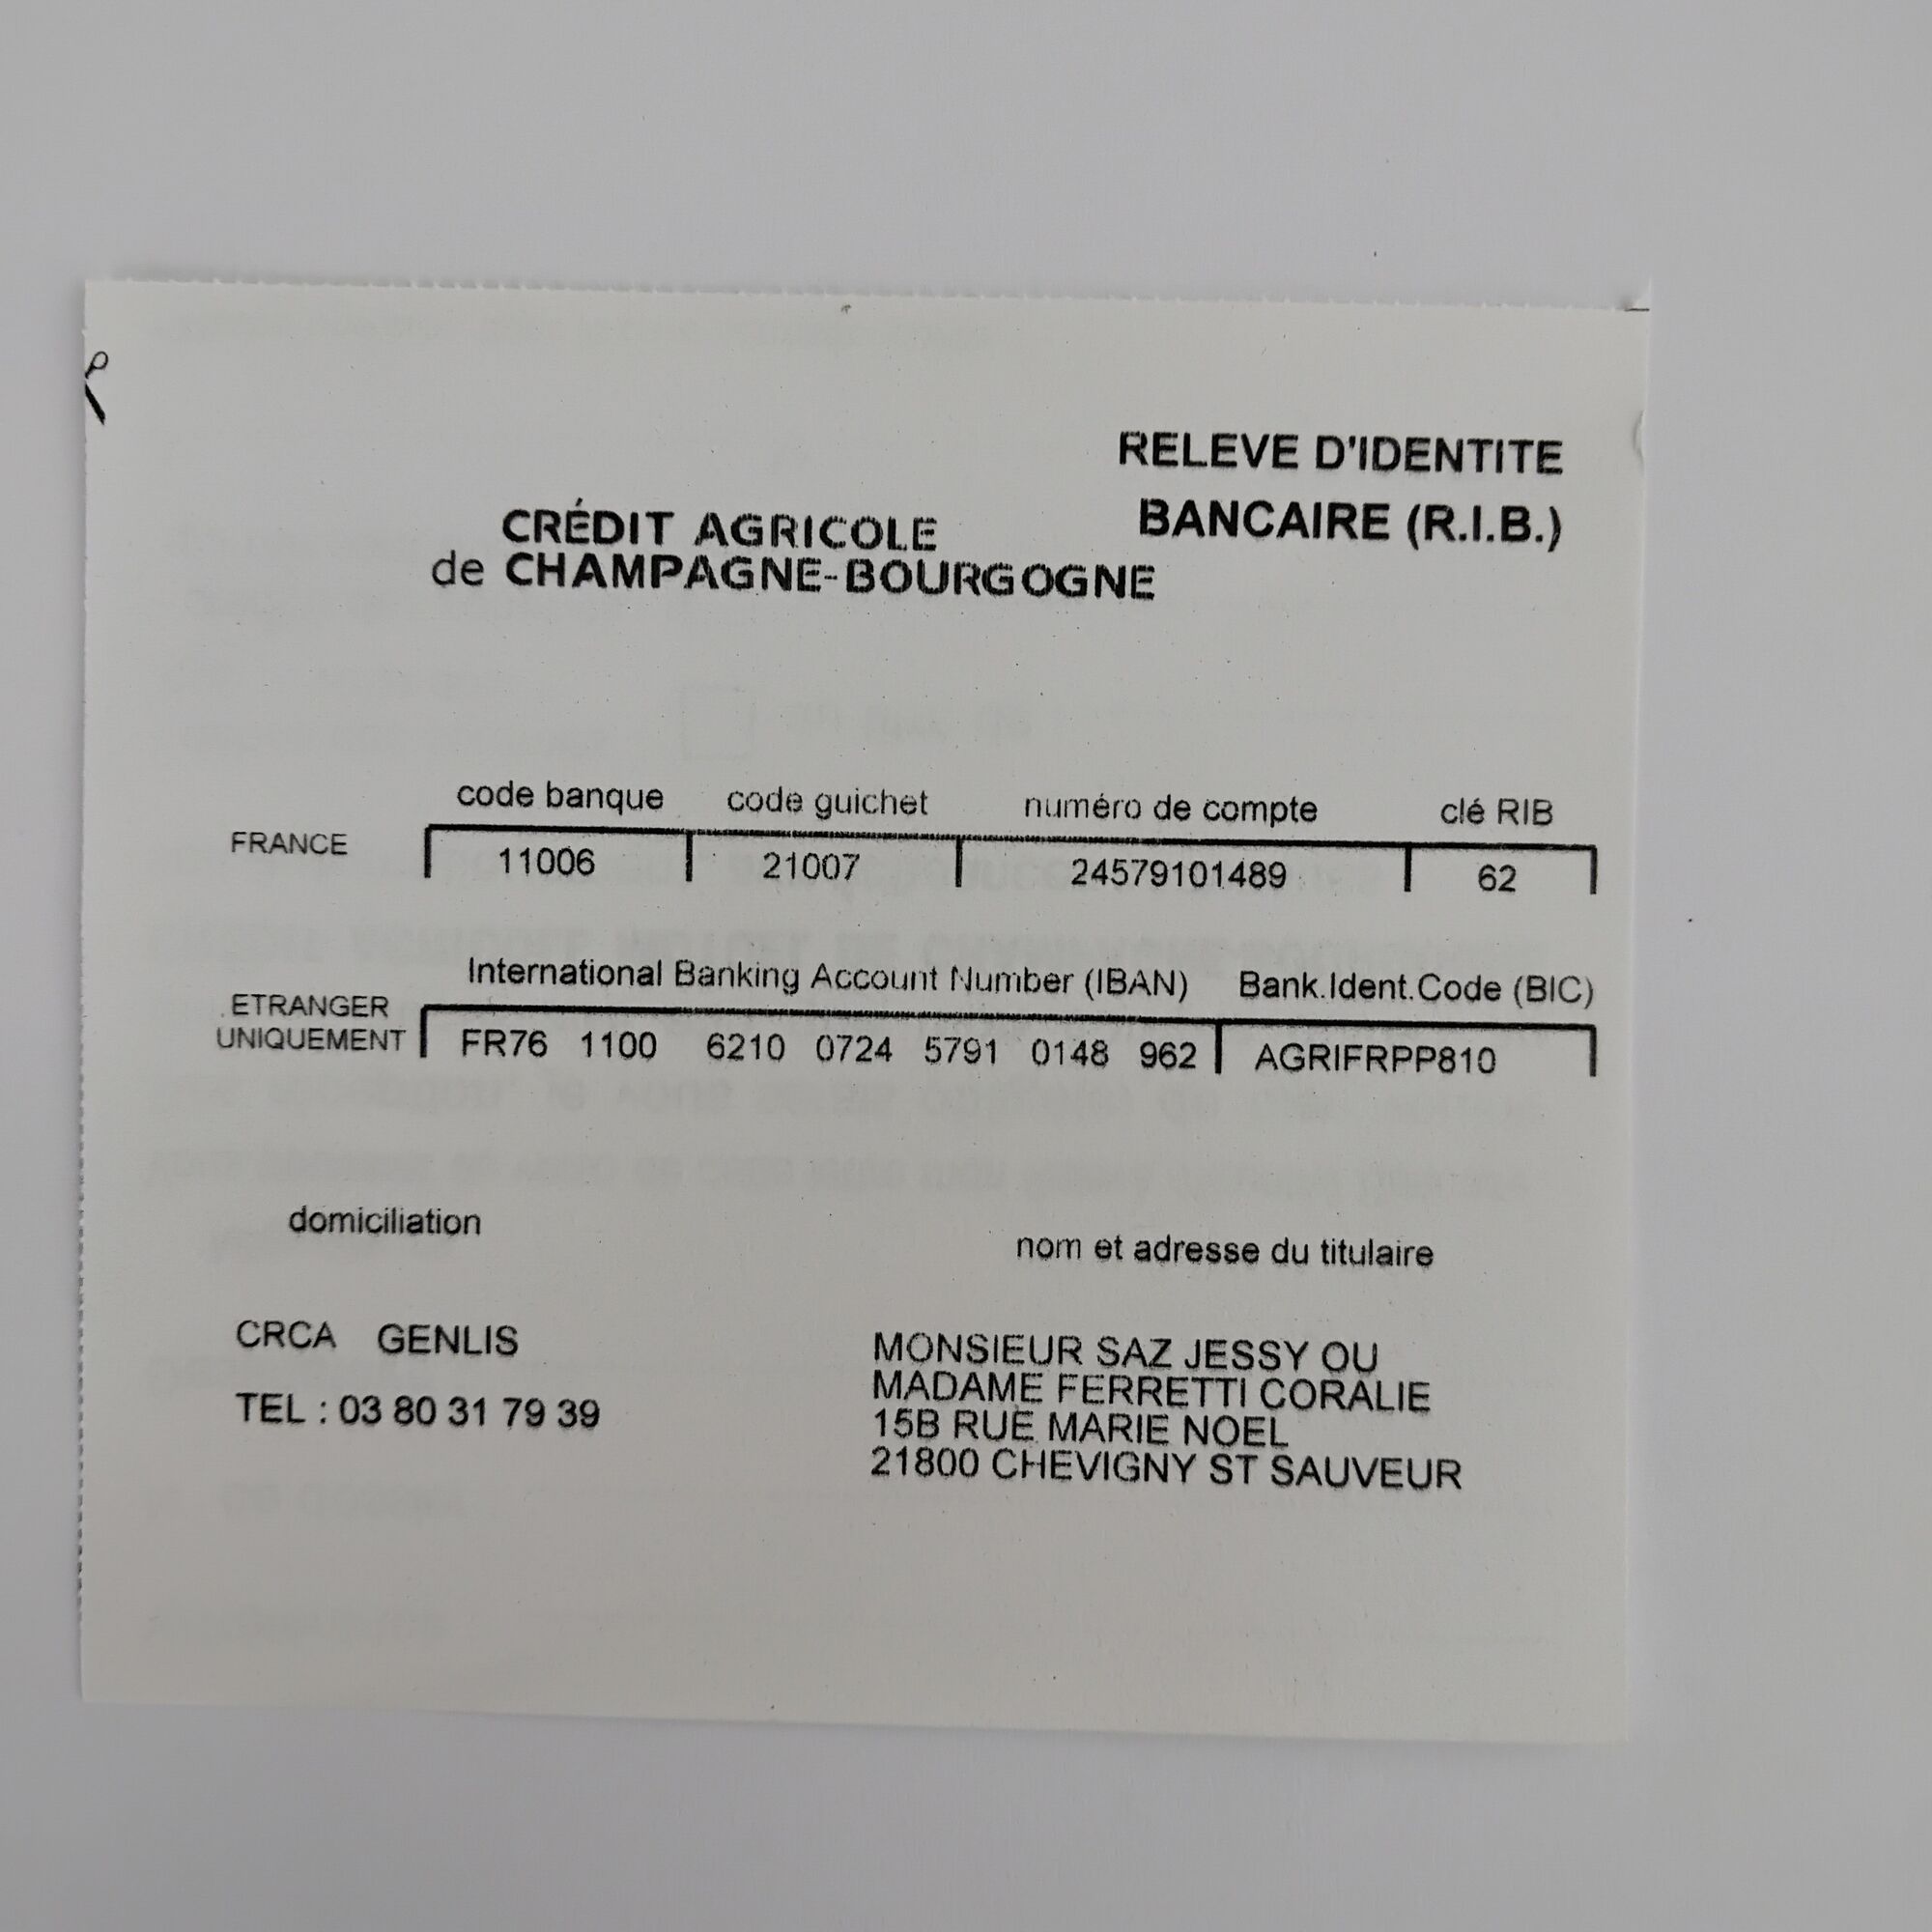 RELEVE D'IDENTITE
BANCAIRE (R.I.B.)
CRÉDIT AGRICOLE
de CHAMPAGNE-BOURGOGNE
code banque code guichet numéro de compte clé RIB
FRANCE 11006 21007 24579101489 62
International Banking Account Number (IBAN) Bank.Ident.Code (BIC)
ETRANGER
UNIQUEMENT FR76 1100 6210 0724 5791 0148 962 AGRIFRPP810
domiciliation
nom et adresse du titulaire
CRCA GENLIS
TEL : 03 80 31 79 39
MONSIEUR SAZ JESSY OU
MADAME FERRETTI CORALIE
15B RUE MARIE NOEL
21800 CHEVIGNY ST SAUVEUR